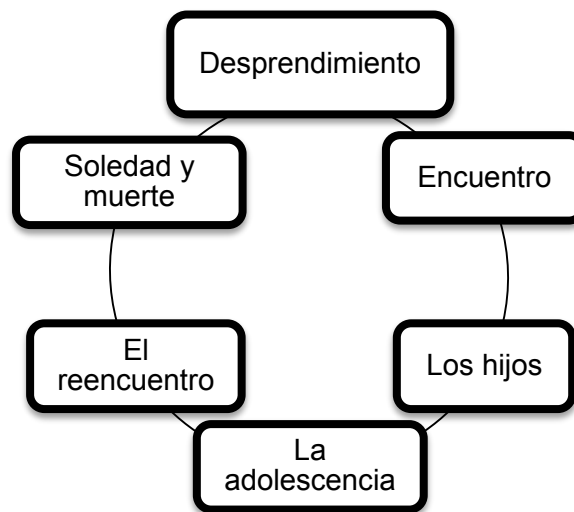 Desprendimiento
Encuentro
Los hijos
La
adolescencia
El
reencuentro
Soledad y
muerte